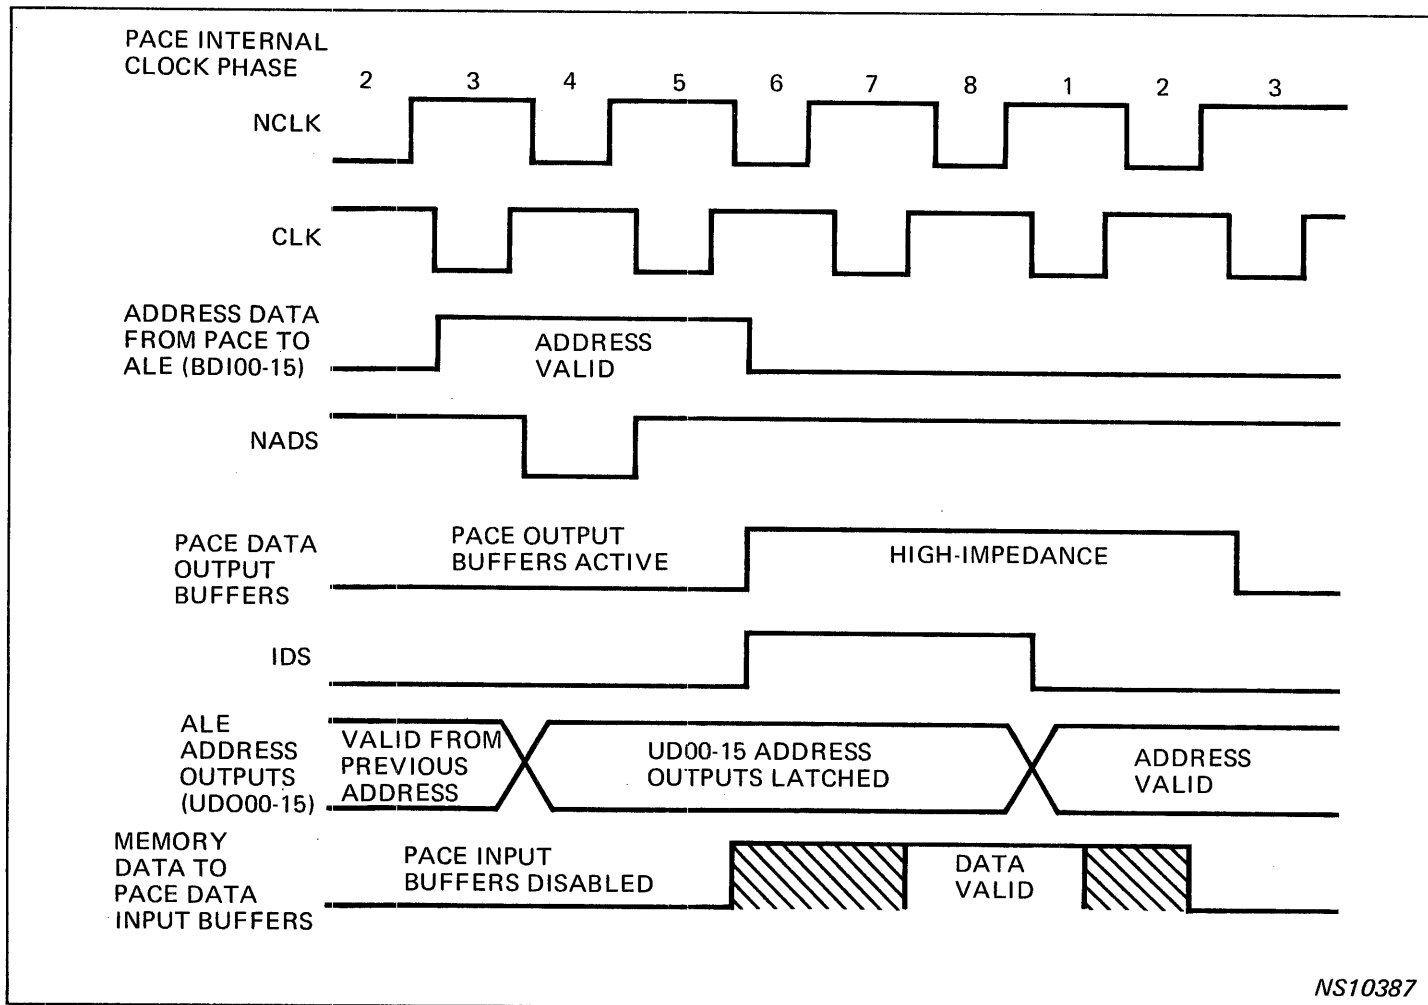 PACE INTERNAL
CLOCK PHASE
2 3 4 5 6 7 8 1 2 3
NCLK
CLK
ADDRESS DATA
FROM PACE TO
ALE (BDI00-15)
ADDRESS
VALID
NADS
PACE DATA
OUTPUT
BUFFERS
PACE OUTPUT
BUFFERS ACTIVE
HIGH-IMPEDANCE
IDS
ALE
ADDRESS
OUTPUTS
(UDO00-15)
VALID FROM
PREVIOUS
ADDRESS
UD00-15 ADDRESS
OUTPUTS LATCHED
ADDRESS
VALID
MEMORY
DATA TO
PACE DATA
INPUT BUFFERS
PACE INPUT
BUFFERS DISABLED
DATA
VALID
NS10387